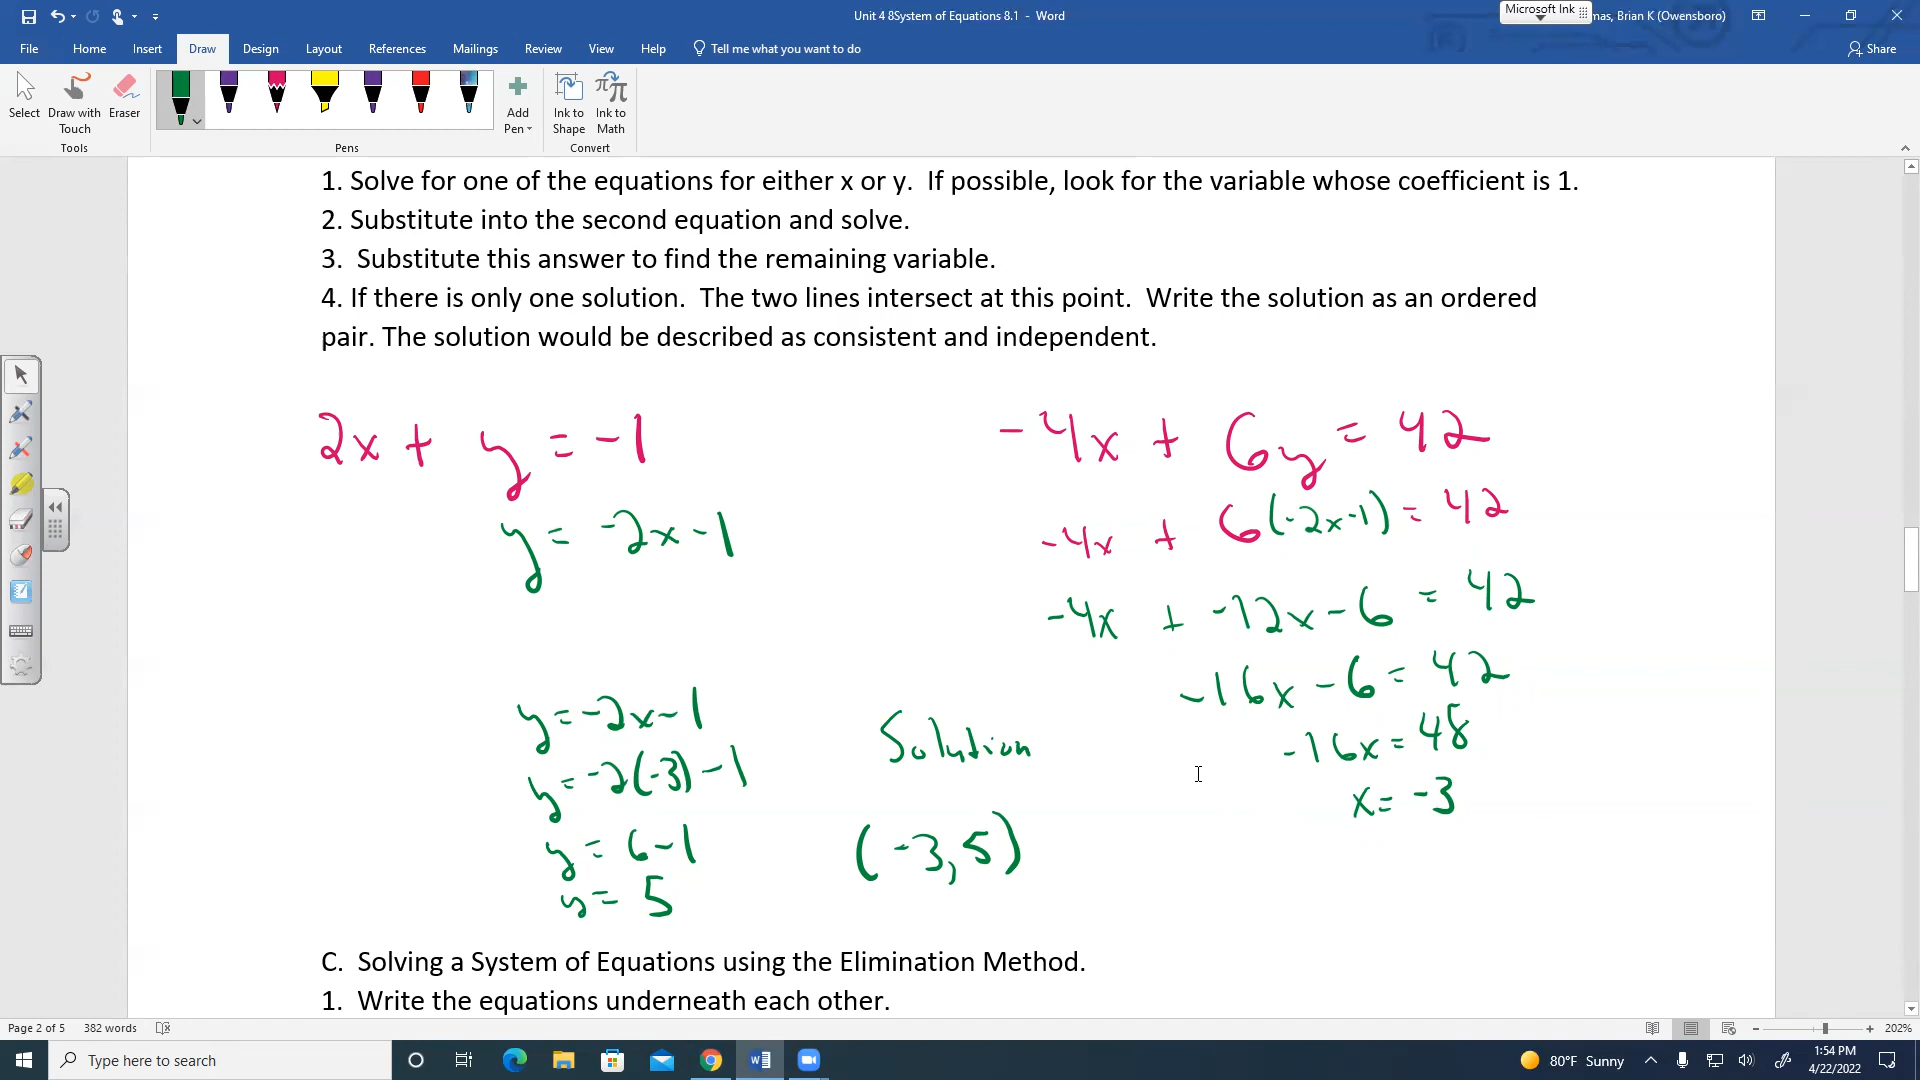 Unit 4 8System of Equations 8.1 - Word
Microsoft Ink
mas, Brian K (Owensboro)
File Home Insert Draw Design Layout References Mailings Review View Help Tell me what you want to do
Share
Select
Draw with Touch
Eraser
Add Pen
Ink to Shape
Ink to Math
Tools
Pens
Convert
1. Solve for one of the equations for either x or y. If possible, look for the variable whose coefficient is 1.
2. Substitute into the second equation and solve.
3. Substitute this answer to find the remaining variable.
4. If there is only one solution. The two lines intersect at this point. Write the solution as an ordered
pair. The solution would be described as consistent and independent.
2x + y = -1
y = -2x - 1
y = -2x - 1
y = -2(-3) - 1
y = 6 - 1
y = 5
Solution
(-3, 5)
-4x + 6y = 42
-4x + 6(-2x-1) = 42
-4x + -12x - 6 = 42
-16x - 6 = 42
-16x = 48
x = -3
C. Solving a System of Equations using the Elimination Method.
1. Write the equations underneath each other.
Page 2 of 5 382 words
202%
Type here to search
80°F Sunny
1:54 PM
4/22/2022